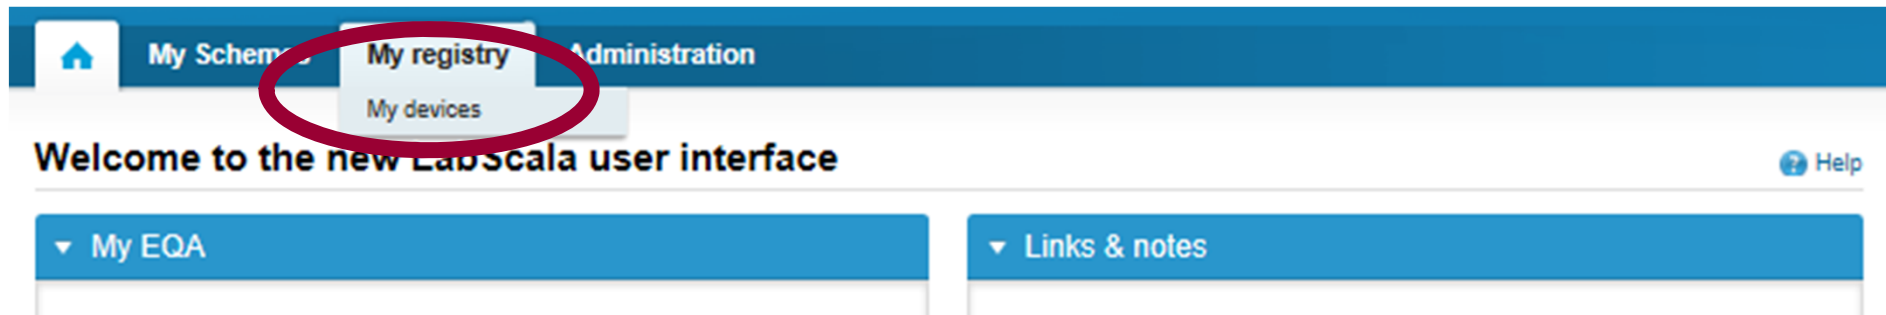 My Schemes My registry Administration
My devices
Welcome to the new LabScala user interface
Help
My EQA
Links & notes